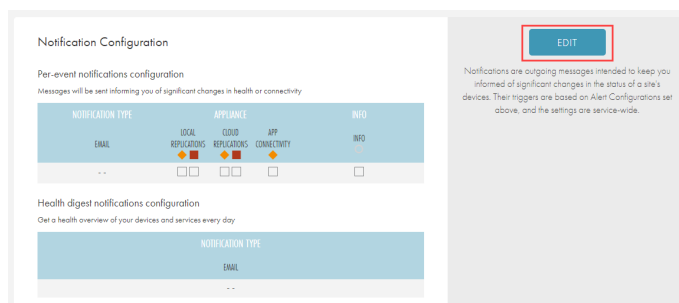 Notification Configuration
EDIT
Notifications are outgoing messages intended to keep you
informed of significant changes in the status of a site's
devices. Their triggers are based on Alert Configurations set
above, and the settings are service-wide.
Per-event notifications configuration
Messages will be sent informing you of significant changes in health or connectivity
NOTIFICATION TYPE APPLIANCE INFO
EMAIL LOCAL REPLICATIONS CLOUD REPLICATIONS APP CONNECTIVITY INFO
- -
Health digest notifications configuration
Get a health overview of your devices and services every day
NOTIFICATION TYPE
EMAIL
- -